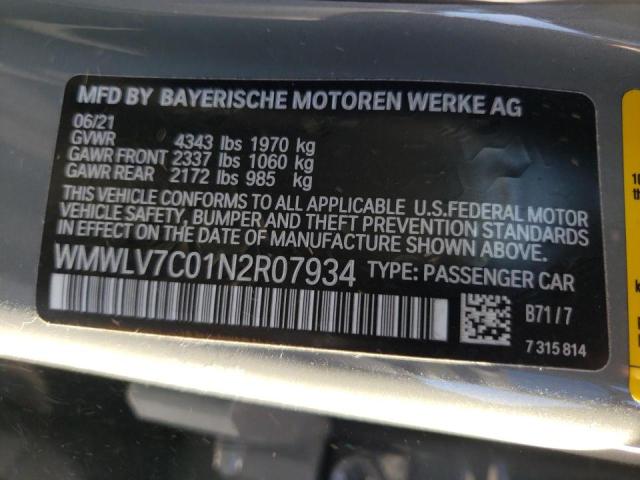 MFD BY BAYERISCHE MOTOREN WERKE AG
06/21
GVWR 4343 lbs 1970 kg
GAWR FRONT 2337 lbs 1060 kg
GAWR REAR 2172 lbs 985 kg
THIS VEHICLE CONFORMS TO ALL APPLICABLE U.S.FEDERAL MOTOR
VEHICLE SAFETY, BUMPER AND THEFT PREVENTION STANDARDS
IN EFFECT ON THE DATE OF MANUFACTURE SHOWN ABOVE.
WMWLV7C01N2R07934 TYPE: PASSENGER CAR
B71/7
7 315 814